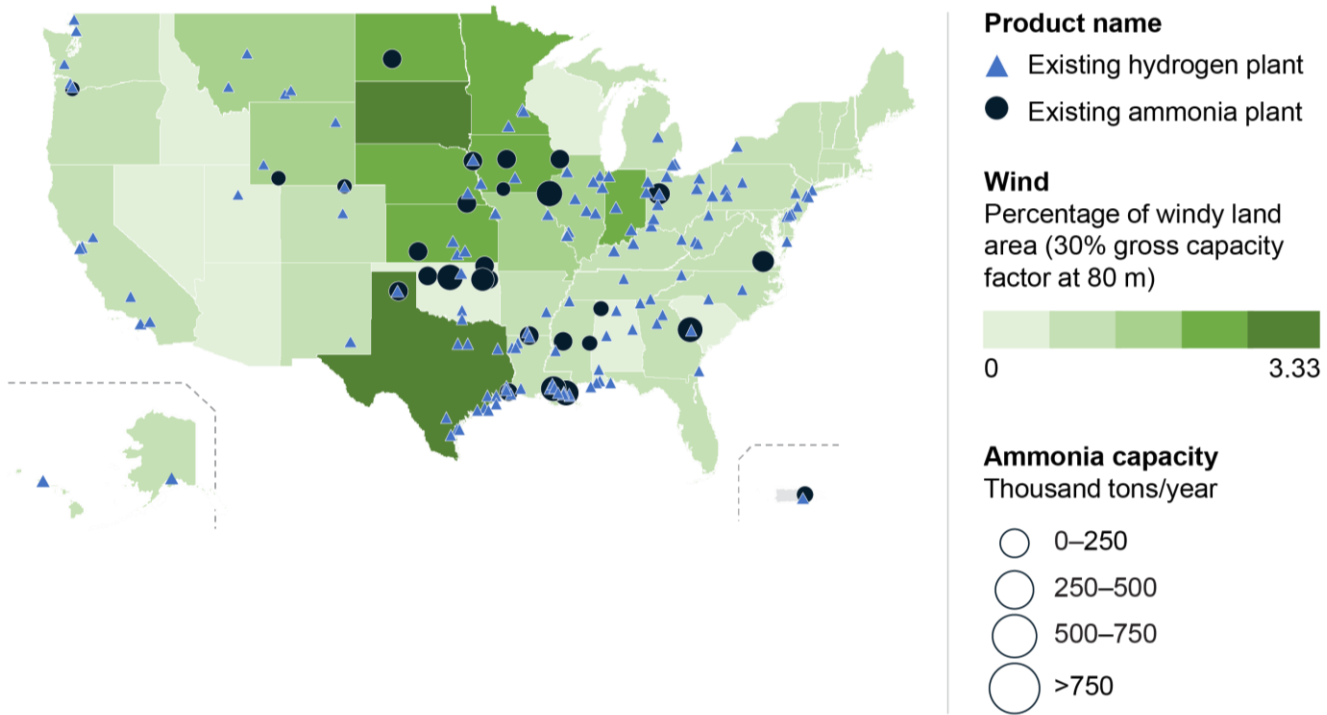 Product name
Existing hydrogen plant
Existing ammonia plant
Wind
Percentage of windy land
area (30% gross capacity
factor at 80 m)
0
3.33
Ammonia capacity
Thousand tons/year
0–250
250–500
500–750
>750